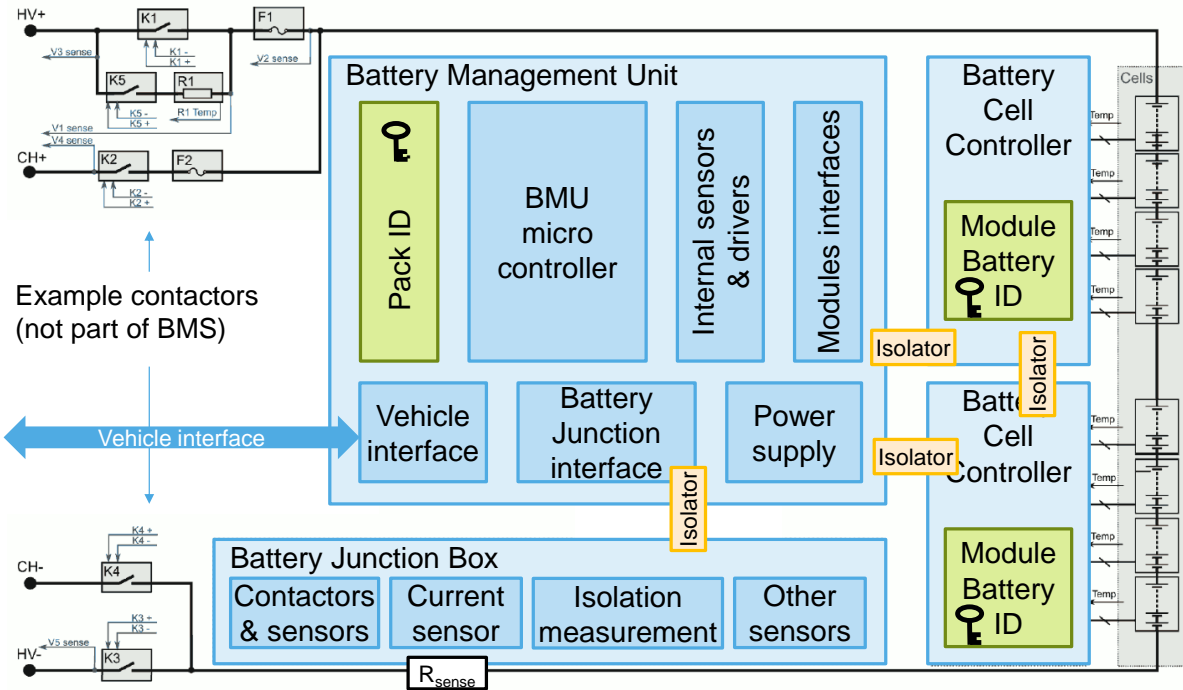 HV+
K1
F1
V3 sense
K1 -
K1 +
V2 sense
K5
R1
K5 -
K5 +
R1 Temp
V1 sense
V4 sense
CH+
K2
F2
K2 -
K2 +
Example contactors
(not part of BMS)
Vehicle interface
Battery Management Unit
Pack ID
BMU
micro
controller
Internal sensors
& drivers
Modules interfaces
Vehicle
interface
Battery
Junction
interface
Power
supply
Isolator
Isolator
Isolator
Isolator
Battery
Cell
Controller
Module
Battery
ID
Battery
Cell
Controller
Module
Battery
ID
Cells
Temp
Temp
Temp
Temp
Temp
Temp
Temp
Temp
K4 +
K4 -
CH-
K4
K3 +
K3 -
V5 sense
HV-
K3
Battery Junction Box
Contactors
& sensors
Current
sensor
Isolation
measurement
Other
sensors
Rsense